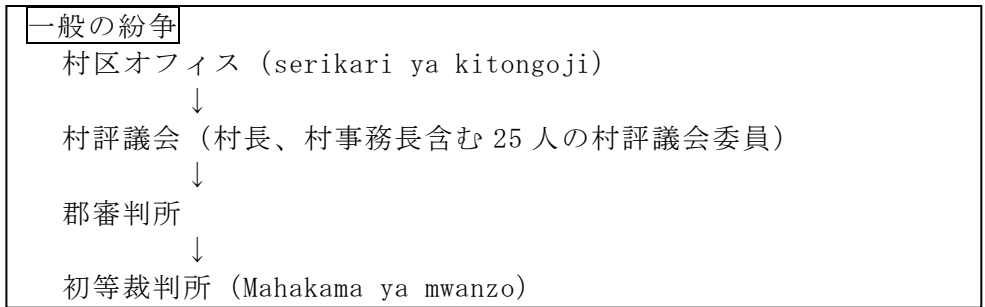 一般の紛争
村区オフィス (serikari ya kitongoji)
↓
村評議会 (村長、村事務長含む 25 人の村評議会委員)
↓
郡審判所
↓
初等裁判所 (Mahakama ya mwanzo)